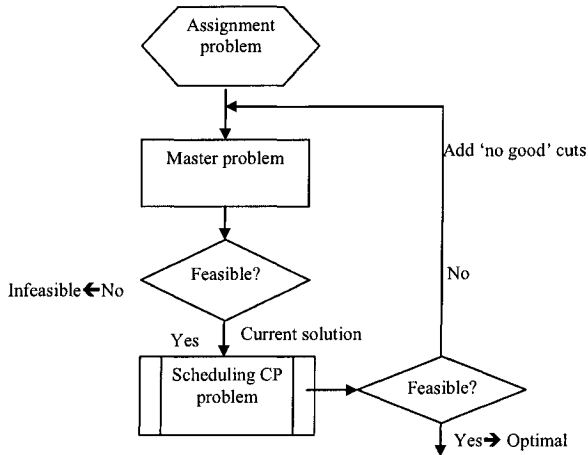 Assignment
problem
Master problem
Add 'no good' cuts
Feasible?
Infeasible←No
No
Yes
Current solution
Scheduling CP
problem
Feasible?
Yes→ Optimal